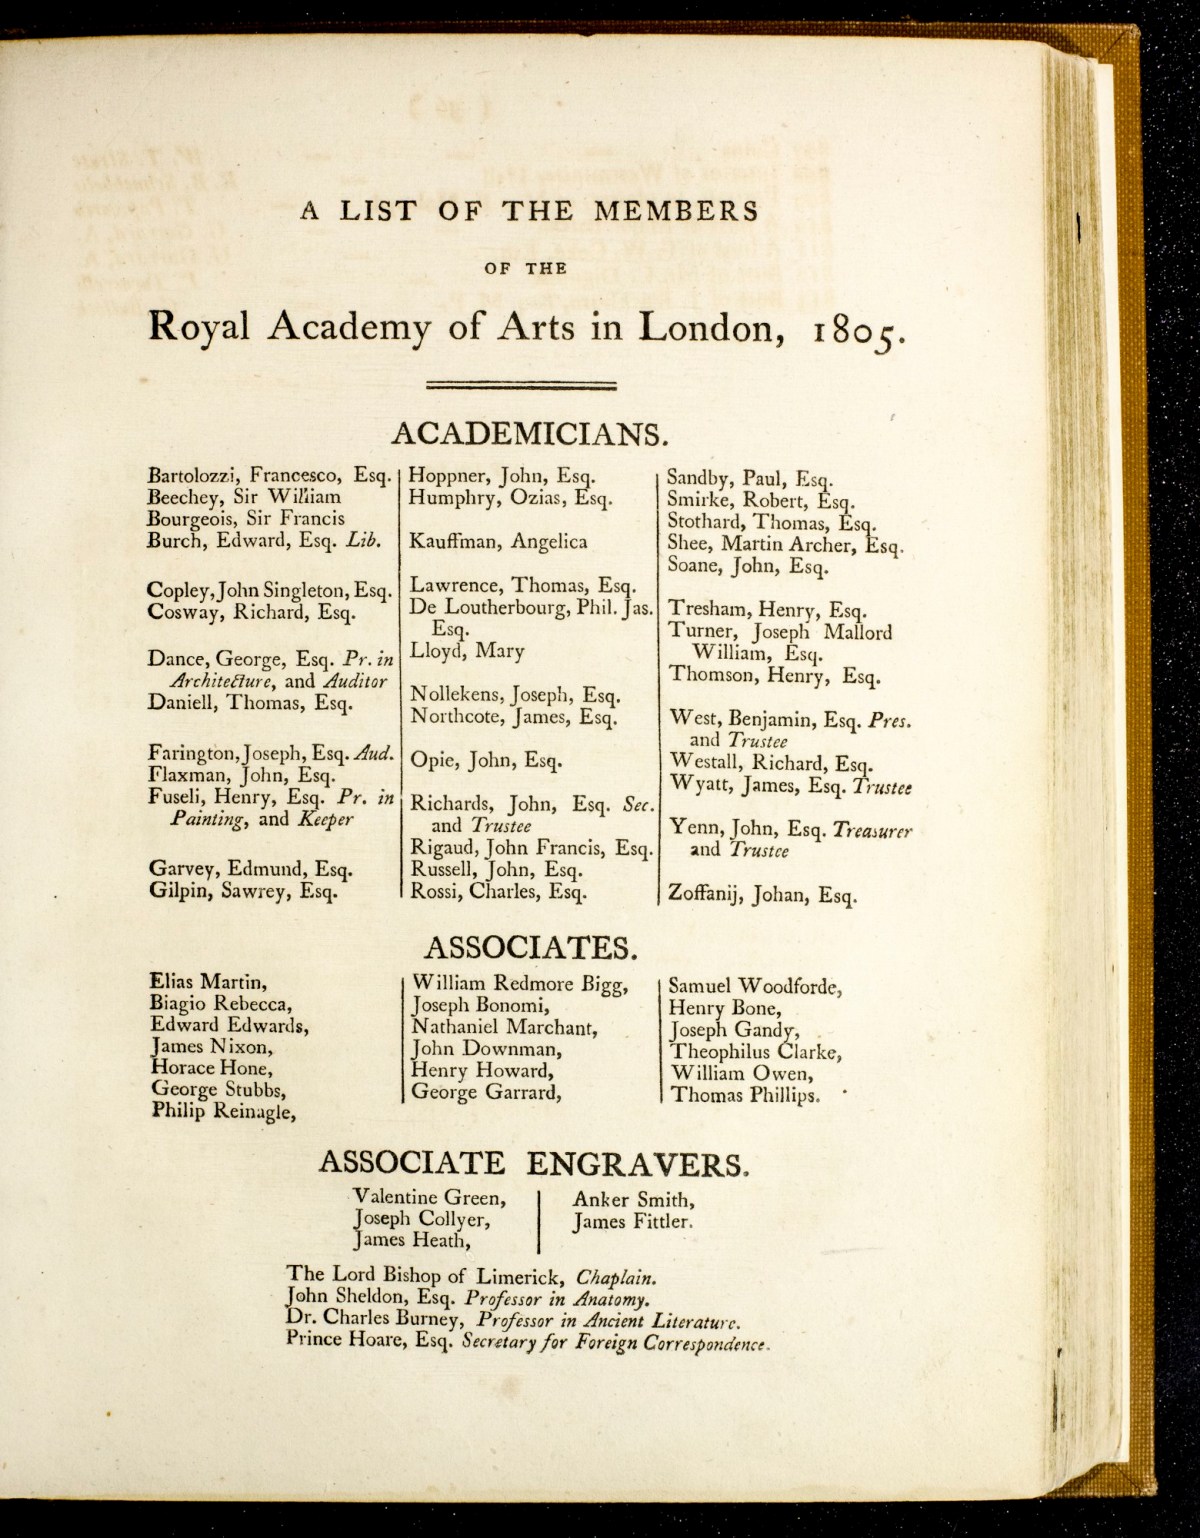 A LIST OF THE MEMBERS
OF THE
Royal Academy of Arts in London, 1805.
ACADEMICIANS.
Bartolozzi, Francesco, Esq.
Beechey, Sir William
Bourgeois, Sir Francis
Burch, Edward, Esq. Lib.
Copley, John Singleton, Esq.
Cosway, Richard, Esq.
Dance, George, Esq. Pr. in
Architecture, and Auditor
Daniell, Thomas, Esq.
Farington, Joseph, Esq. Aud.
Flaxman, John, Esq.
Fuseli, Henry, Esq. Pr. in
Painting, and Keeper
Garvey, Edmund, Esq.
Gilpin, Sawrey, Esq.
Hoppner, John, Esq.
Humphry, Ozias, Esq.
Kauffman, Angelica
Lawrence, Thomas, Esq.
De Loutherbourg, Phil. Jas.
Esq.
Lloyd, Mary
Nollekens, Joseph, Esq.
Northcote, James, Esq.
Opie, John, Esq.
Richards, John, Esq. Sec.
and Trustee
Rigaud, John Francis, Esq.
Russell, John, Esq.
Rossi, Charles, Esq.
Sandby, Paul, Esq.
Smirke, Robert, Esq.
Stothard, Thomas, Esq.
Shee, Martin Archer, Esq.
Soane, John, Esq.
Tresham, Henry, Esq.
Turner, Joseph Mallord
William, Esq.
Thomson, Henry, Esq.
West, Benjamin, Esq. Pres.
and Trustee
Westall, Richard, Esq.
Wyatt, James, Esq. Trustee
Yenn, John, Esq. Treasurer
and Trustee
Zoffanij, Johan, Esq.
ASSOCIATES.
Elias Martin,
Biagio Rebecca,
Edward Edwards,
James Nixon,
Horace Hone,
George Stubbs,
Philip Reinagle,
William Redmore Bigg,
Joseph Bonomi,
Nathaniel Marchant,
John Downman,
Henry Howard,
George Garrard,
Samuel Woodforde,
Henry Bone,
Joseph Gandy,
Theophilus Clarke,
William Owen,
Thomas Phillips.
ASSOCIATE ENGRAVERS.
Valentine Green,
Joseph Collyer,
James Heath,
Anker Smith,
James Fittler.
The Lord Bishop of Limerick, Chaplain.
John Sheldon, Esq. Professor in Anatomy.
Dr. Charles Burney, Professor in Ancient Literature.
Prince Hoare, Esq. Secretary for Foreign Correspondence.